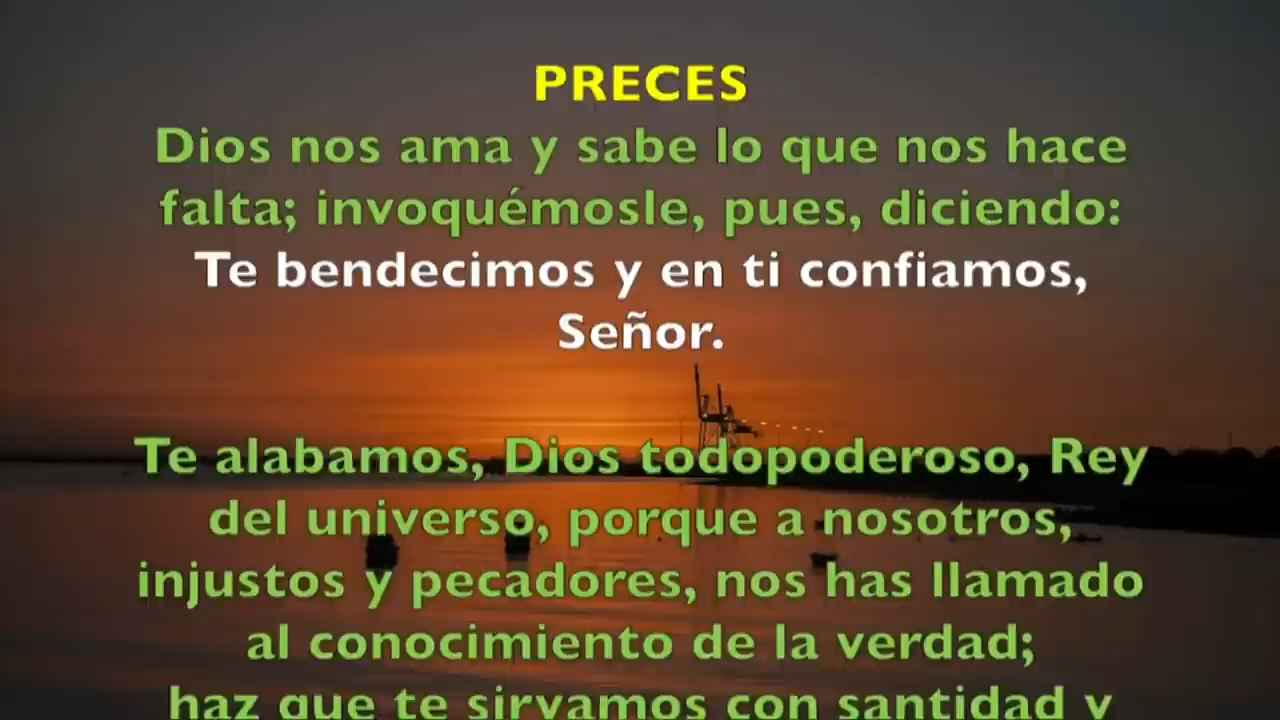 PRECES
Dios nos ama y sabe lo que nos hace
falta; invoquémosle, pues, diciendo:
Te bendecimos y en ti confiamos,
Señor.
Te alabamos, Dios todopoderoso, Rey
del universo, porque a nosotros,
injustos y pecadores, nos has llamado
al conocimiento de la verdad;
haz que te sirvamos con santidad y